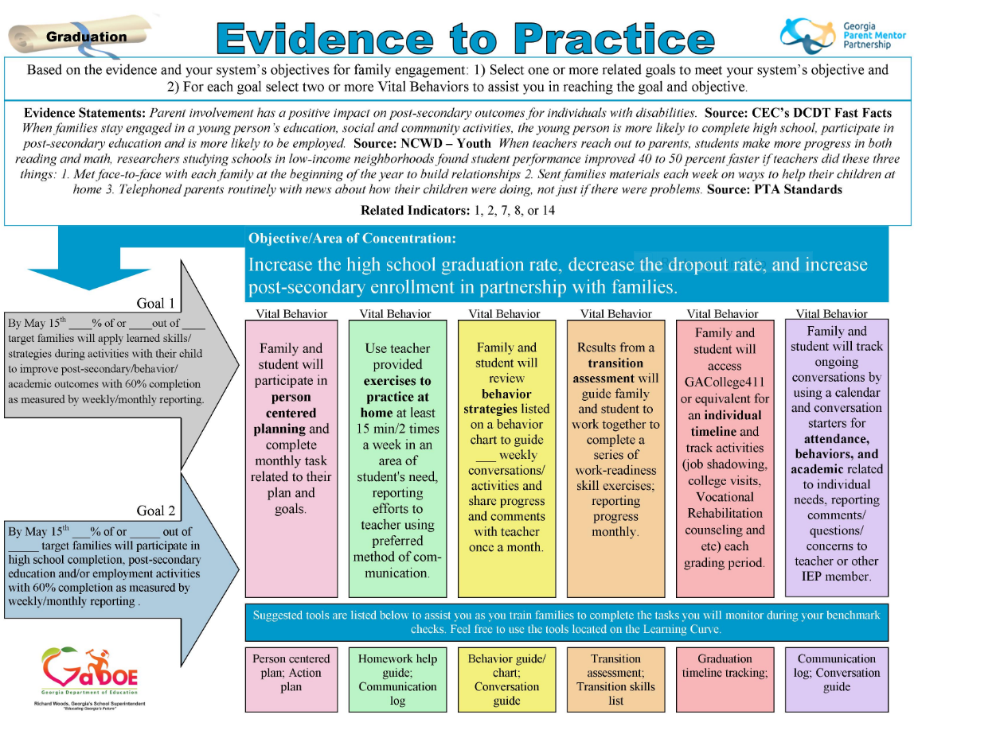 Graduation
Evidence to Practice
Georgia
Parent Mentor
Partnership
Based on the evidence and your system's objectives for family engagement: 1) Select one or more related goals to meet your system's objective and
2) For each goal select two or more Vital Behaviors to assist you in reaching the goal and objective.
Evidence Statements: Parent involvement has a positive impact on post-secondary outcomes for individuals with disabilities. Source: CEC's DCDT Fast Facts
When families stay engaged in a young person's education, social and community activities, the young person is more likely to complete high school, participate in
post-secondary education and is more likely to be employed. Source: NCWD – Youth When teachers reach out to parents, students make more progress in both
reading and math, researchers studying schools in low-income neighborhoods found student performance improved 40 to 50 percent faster if teachers did these three
things: 1. Met face-to-face with each family at the beginning of the year to build relationships 2. Sent families materials each week on ways to help their children at
home 3. Telephoned parents routinely with news about how their children were doing, not just if there were problems. Source: PTA Standards
Related Indicators: 1, 2, 7, 8, or 14
Objective/Area of Concentration:
Increase the high school graduation rate, decrease the dropout rate, and increase
post-secondary enrollment in partnership with families.
Goal 1
By May 15th ____% of or ____out of ____
target families will apply learned skills/
strategies during activities with their child
to improve post-secondary/behavior/
academic outcomes with 60% completion
as measured by weekly/monthly reporting.
Goal 2
By May 15th ___% of or _____ out of
_____ target families will participate in
high school completion, post-secondary
education and/or employment activities
with 60% completion as measured by
weekly/monthly reporting .
Vital Behavior
Family and
student will
participate in
person
centered
planning and
complete
monthly task
related to their
plan and
goals.
Vital Behavior
Use teacher
provided
exercises to
practice at
home at least
15 min/2 times
a week in an
area of
student's need,
reporting
efforts to
teacher using
preferred
method of com-
munication.
Vital Behavior
Family and
student will
review
behavior
strategies listed
on a behavior
chart to guide
___ weekly
conversations/
activities and
share progress
and comments
with teacher
once a month.
Vital Behavior
Results from a
transition
assessment will
guide family
and student to
work together to
complete a
series of
work-readiness
skill exercises;
reporting
progress
monthly.
Vital Behavior
Family and
student will
access
GACollege411
or equivalent for
an individual
timeline and
track activities
(job shadowing,
college visits,
Vocational
Rehabilitation
counseling and
etc) each
grading period.
Vital Behavior
Family and
student will track
ongoing
conversations by
using a calendar
and conversation
starters for
attendance,
behaviors, and
academic related
to individual
needs, reporting
comments/
questions/
concerns to
teacher or other
IEP member.
Suggested tools are listed below to assist you as you train families to complete the tasks you will monitor during your benchmark
checks. Feel free to use the tools located on the Learning Curve.
Person centered
plan; Action
plan
Homework help
guide;
Communication
log
Behavior guide/
chart;
Conversation
guide
Transition
assessment;
Transition skills
list
Graduation
timeline tracking;
Communication
log; Conversation
guide
GaDOE
Georgia Department of Education
Richard Woods, Georgia's School Superintendent
"Educating Georgia's Future"